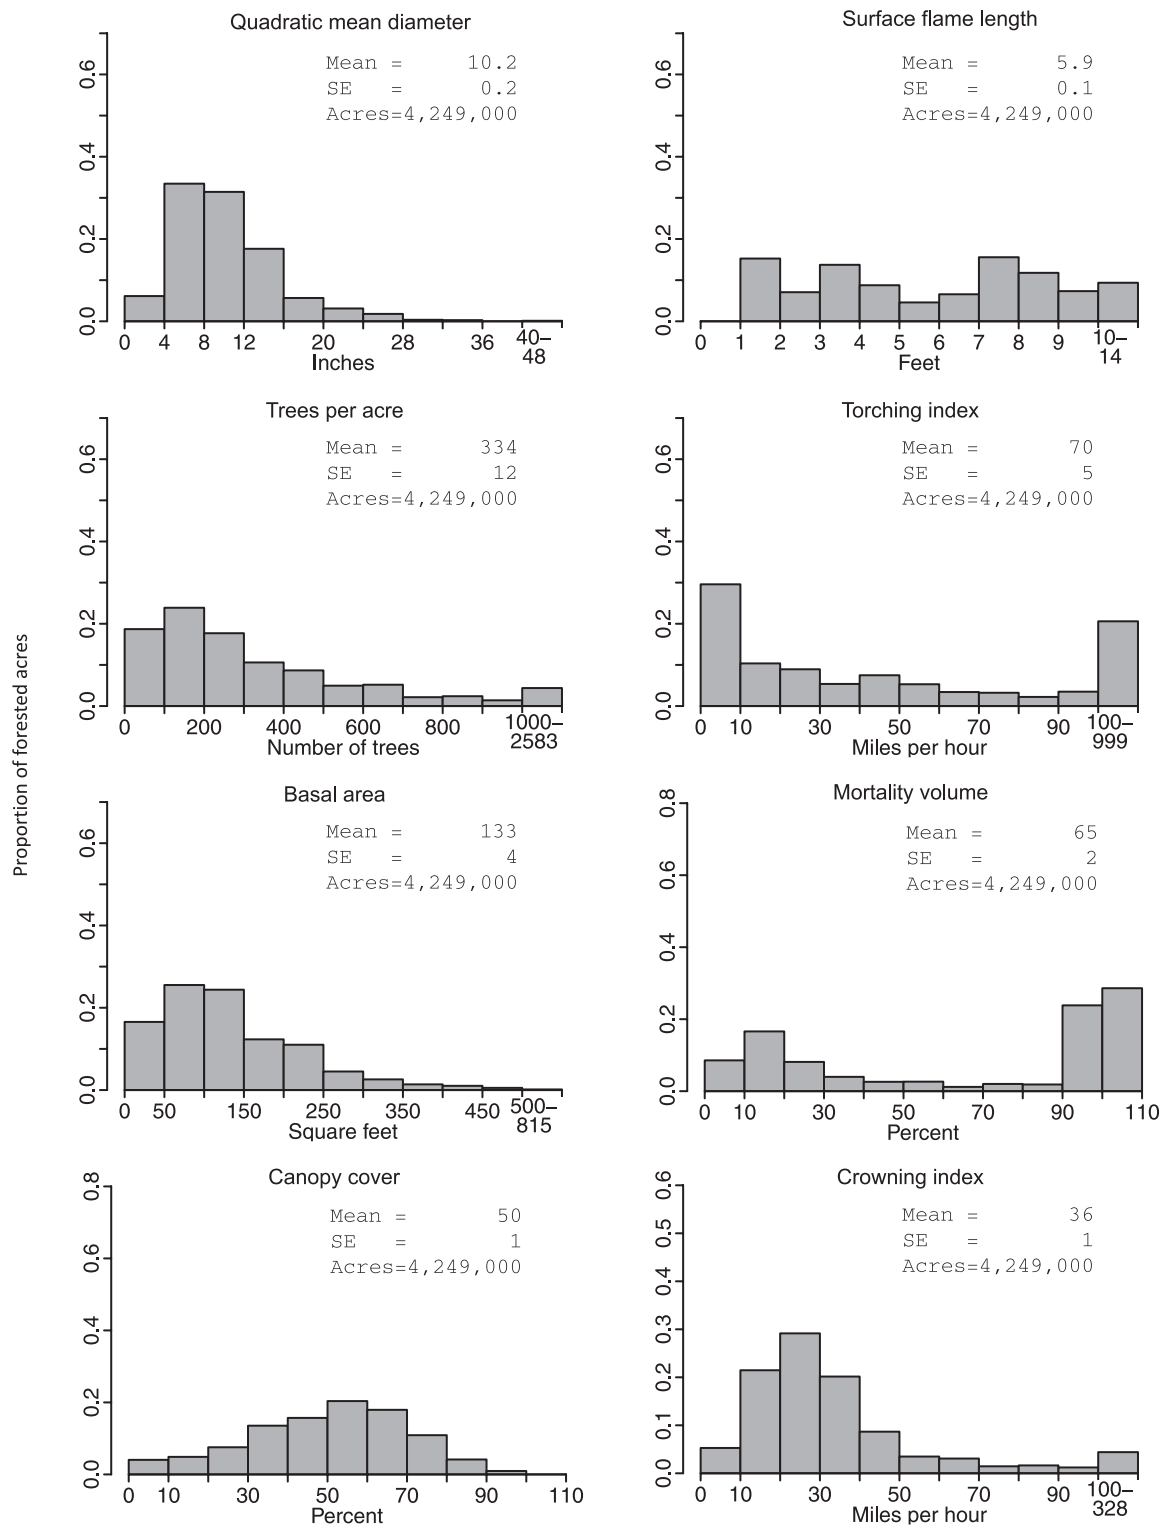 Proportion of forested acres
Quadratic mean diameter
Mean = 10.2
SE = 0.2
Acres=4,249,000
0.0 0.2 0.4 0.6
0 4 8 12 20 28 36 40–
48
Inches
Surface flame length
Mean = 5.9
SE = 0.1
Acres=4,249,000
0.0 0.2 0.4 0.6
0 1 2 3 4 5 6 7 8 9 10–
14
Feet
Trees per acre
Mean = 334
SE = 12
Acres=4,249,000
0.0 0.2 0.4 0.6
0 200 400 600 800 1000–
2583
Number of trees
Torching index
Mean = 70
SE = 5
Acres=4,249,000
0.0 0.2 0.4 0.6
0 10 30 50 70 90 100–
999
Miles per hour
Basal area
Mean = 133
SE = 4
Acres=4,249,000
0.0 0.2 0.4 0.6
0 50 150 250 350 450 500–
815
Square feet
Mortality volume
Mean = 65
SE = 2
Acres=4,249,000
0.0 0.2 0.4 0.6 0.8
0 10 30 50 70 90 110
Percent
Canopy cover
Mean = 50
SE = 1
Acres=4,249,000
0.0 0.2 0.4 0.6 0.8
0 10 30 50 70 90 110
Percent
Crowning index
Mean = 36
SE = 1
Acres=4,249,000
0.0 0.1 0.2 0.3 0.4 0.5 0.6
0 10 30 50 70 90 100–
328
Miles per hour